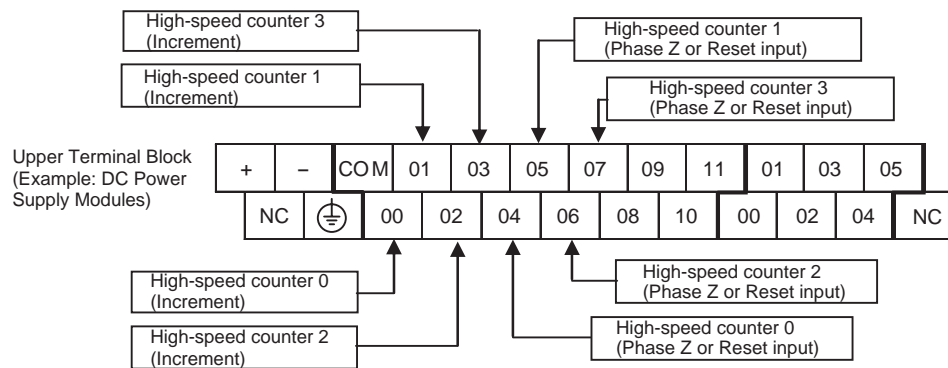 High-speed counter 3
(Increment)
High-speed counter 1
(Phase Z or Reset input)
High-speed counter 1
(Increment)
High-speed counter 3
(Phase Z or Reset input)
Upper Terminal Block
(Example: DC Power
Supply Modules)
+ − COM 01 03 05 07 09 11 01 03 05
NC 00 02 04 06 08 10 00 02 04 NC
High-speed counter 0
(Increment)
High-speed counter 2
(Phase Z or Reset input)
High-speed counter 2
(Increment)
High-speed counter 0
(Phase Z or Reset input)